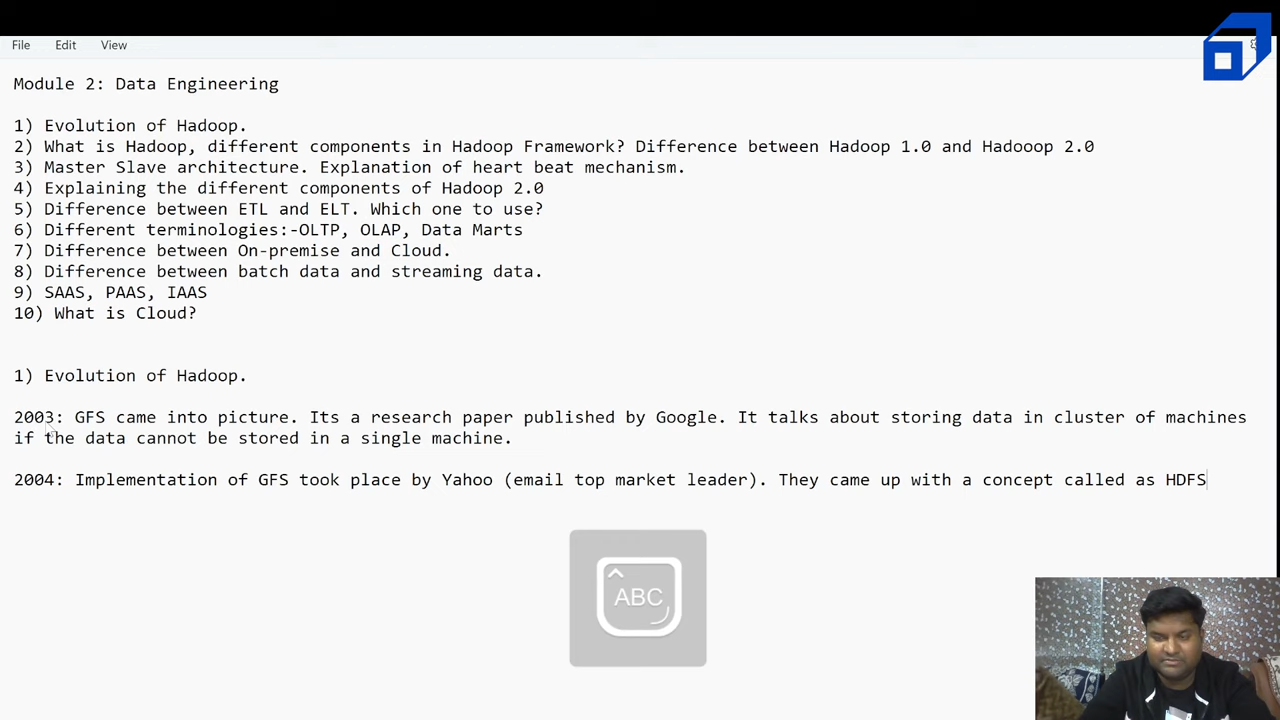 File Edit View
Module 2: Data Engineering
1) Evolution of Hadoop.
2) What is Hadoop, different components in Hadoop Framework? Difference between Hadoop 1.0 and Hadooop 2.0
3) Master Slave architecture. Explanation of heart beat mechanism.
4) Explaining the different components of Hadoop 2.0
5) Difference between ETL and ELT. Which one to use?
6) Different terminologies:-OLTP, OLAP, Data Marts
7) Difference between On-premise and Cloud.
8) Difference between batch data and streaming data.
9) SAAS, PAAS, IAAS
10) What is Cloud?
1) Evolution of Hadoop.
2003: GFS came into picture. Its a research paper published by Google. It talks about storing data in cluster of machines
if the data cannot be stored in a single machine.
2004: Implementation of GFS took place by Yahoo (email top market leader). They came up with a concept called as HDFS
ABC